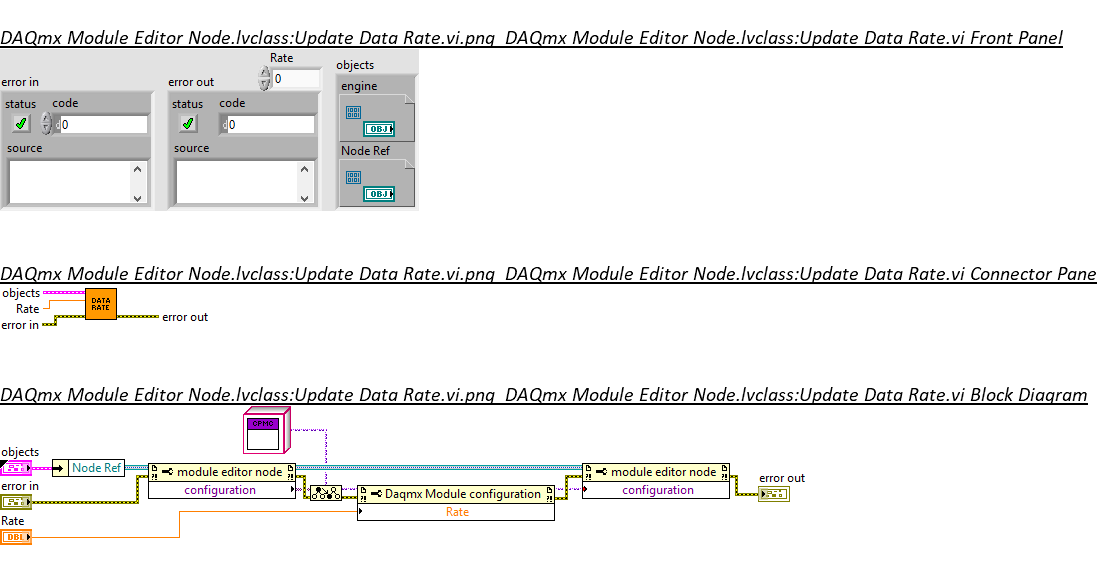 DAQmx Module Editor Node.lvclass:Update Data Rate.vi.png DAQmx Module Editor Node.lvclass:Update Data Rate.vi Front Panel
Rate
0
objects
error in
error out
engine
status code
status code
0
0
OBJ
source
source
Node Ref
OBJ
DAQmx Module Editor Node.lvclass:Update Data Rate.vi.png DAQmx Module Editor Node.lvclass:Update Data Rate.vi Connector Pane
objects
Rate
error in
DATA
RATE
error out
DAQmx Module Editor Node.lvclass:Update Data Rate.vi.png DAQmx Module Editor Node.lvclass:Update Data Rate.vi Block Diagram
objects
Node Ref
module editor node
configuration
module editor node
configuration
error in
error out
Daqmx Module configuration
Rate
Rate
DBL